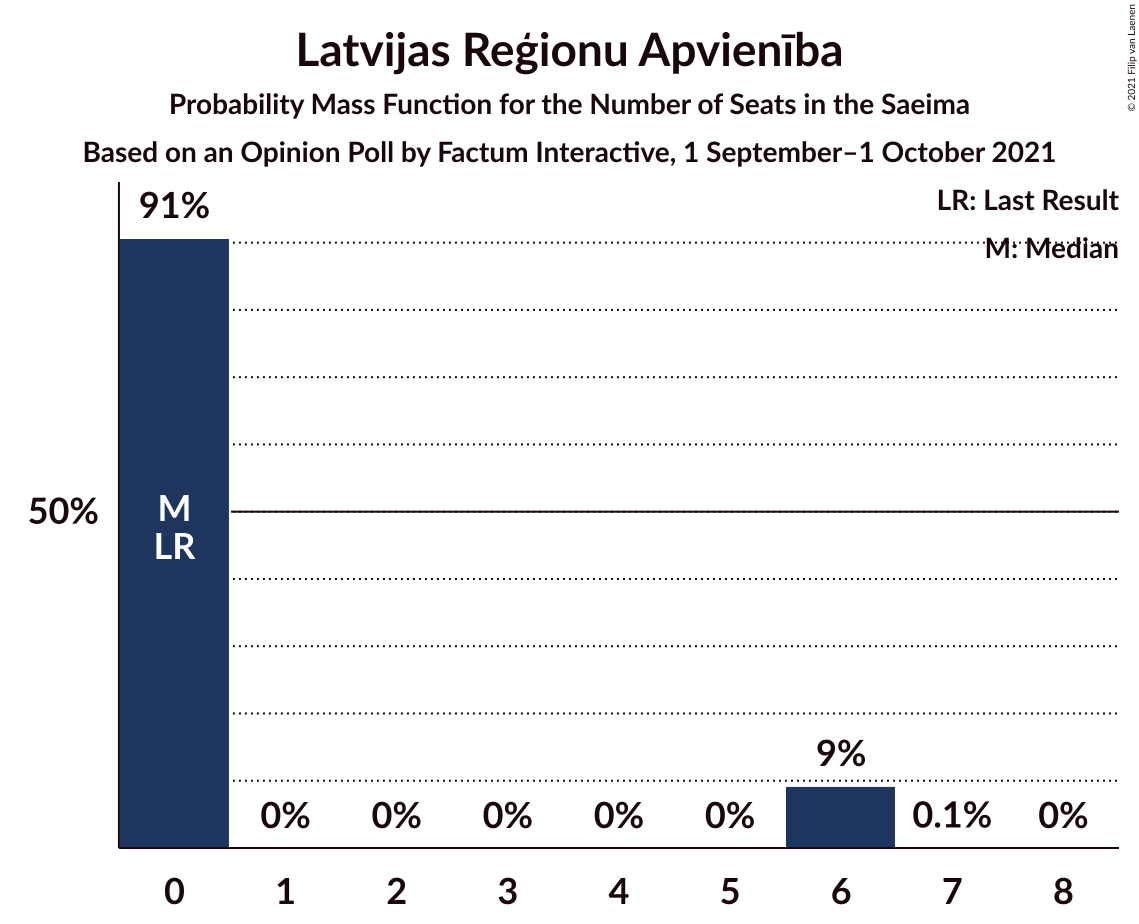 Latvijas Reģionu Apvienība
Probability Mass Function for the Number of Seats in the Saeima
Based on an Opinion Poll by Factum Interactive, 1 September–1 October 2021
© 2021 Filip van Laenen
LR: Last Result
M: Median
91%
50%
M
LR
0%
0%
0%
0%
0%
9%
0.1%
0%
0
1
2
3
4
5
6
7
8